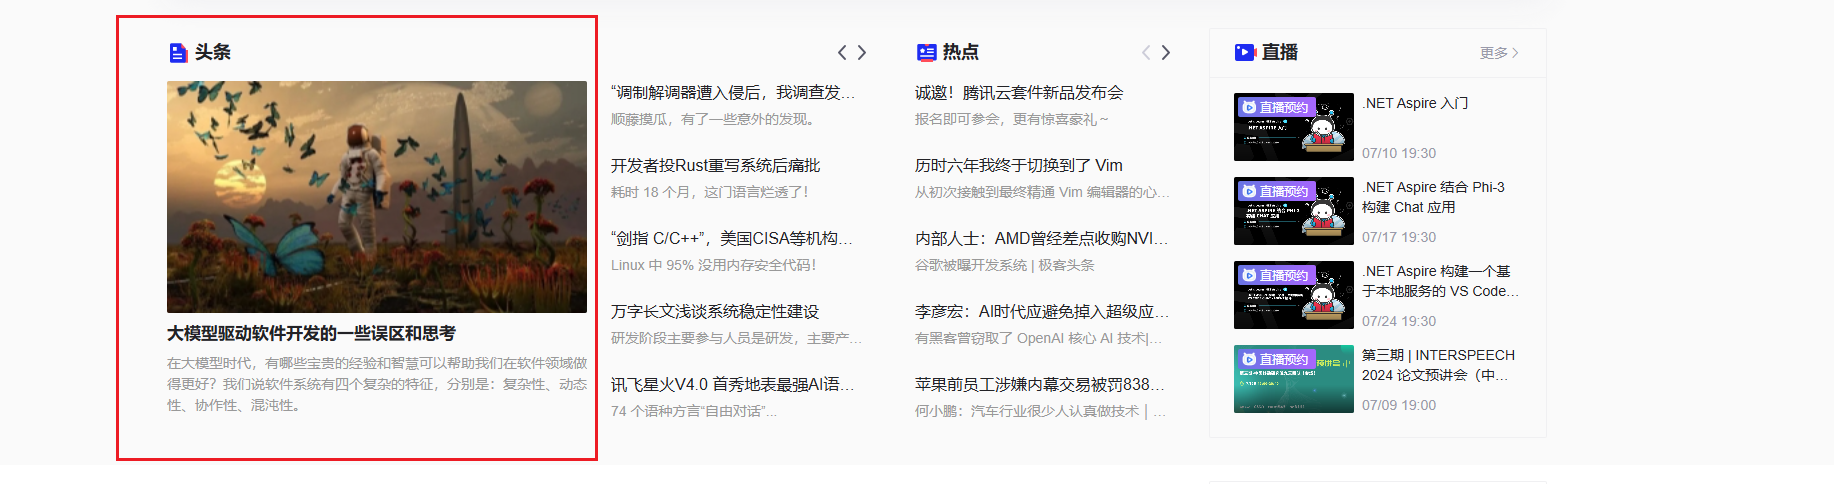 头条
大模型驱动软件开发的一些误区和思考
在大模型时代，有哪些宝贵的经验和智慧可以帮助我们在软件领域做
得更好？我们说软件系统有四个复杂的特征，分别是：复杂性、动态
性、协作性、混沌性。
“调制解调器遭入侵后，我调查发...
顺藤摸瓜，有了一些意外的发现。
开发者投Rust重写系统后痛批
耗时 18 个月，这门语言烂透了！
“剑指 C/C++”，美国CISA等机构...
Linux 中 95% 没用内存安全代码！
万字长文浅谈系统稳定性建设
研发阶段主要参与人员是研发，主要产...
讯飞星火V4.0 首秀地表最强AI语...
74 个语种方言“自由对话”...
热点
诚邀！腾讯云套件新品发布会
报名即可参会，更有惊喜豪礼～
历时六年我终于切换到了 Vim
从初次接触到最终精通 Vim 编辑器的心...
内部人士：AMD曾经差点收购NVI...
谷歌被曝开发系统 | 极客头条
李彦宏：AI时代应避免掉入超级应...
有黑客曾窃取了 OpenAI 核心 AI 技术|...
苹果前员工涉嫌内幕交易被罚838...
何小鹏：汽车行业很少人认真做技术｜...
直播
更多
直播预约
.NET Aspire 入门
07/10 19:30
直播预约
.NET Aspire 结合 Phi-3
构建 Chat 应用
07/17 19:30
直播预约
.NET Aspire 构建一个基
于本地服务的 VS Code...
07/24 19:30
直播预约
第三期 | INTERSPEECH
2024 论文预讲会（中...
07/09 19:00